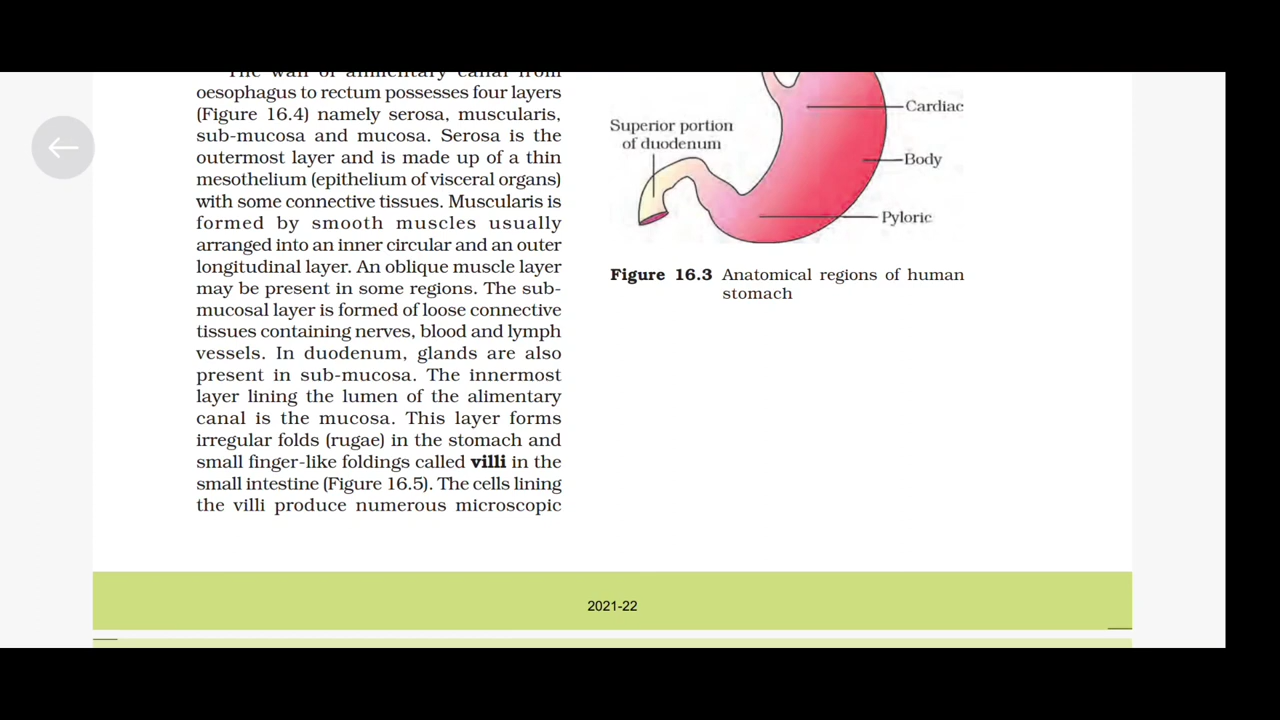 The wall of alimentary canal from
oesophagus to rectum possesses four layers
(Figure 16.4) namely serosa, muscularis,
sub-mucosa and mucosa. Serosa is the
outermost layer and is made up of a thin
mesothelium (epithelium of visceral organs)
with some connective tissues. Muscularis is
formed by smooth muscles usually
arranged into an inner circular and an outer
longitudinal layer. An oblique muscle layer
may be present in some regions. The sub-
mucosal layer is formed of loose connective
tissues containing nerves, blood and lymph
vessels. In duodenum, glands are also
present in sub-mucosa. The innermost
layer lining the lumen of the alimentary
canal is the mucosa. This layer forms
irregular folds (rugae) in the stomach and
small finger-like foldings called villi in the
small intestine (Figure 16.5). The cells lining
the villi produce numerous microscopic
Cardiac
Superior portion
of duodenum
Body
Pyloric
Figure 16.3 Anatomical regions of human
stomach
2021-22